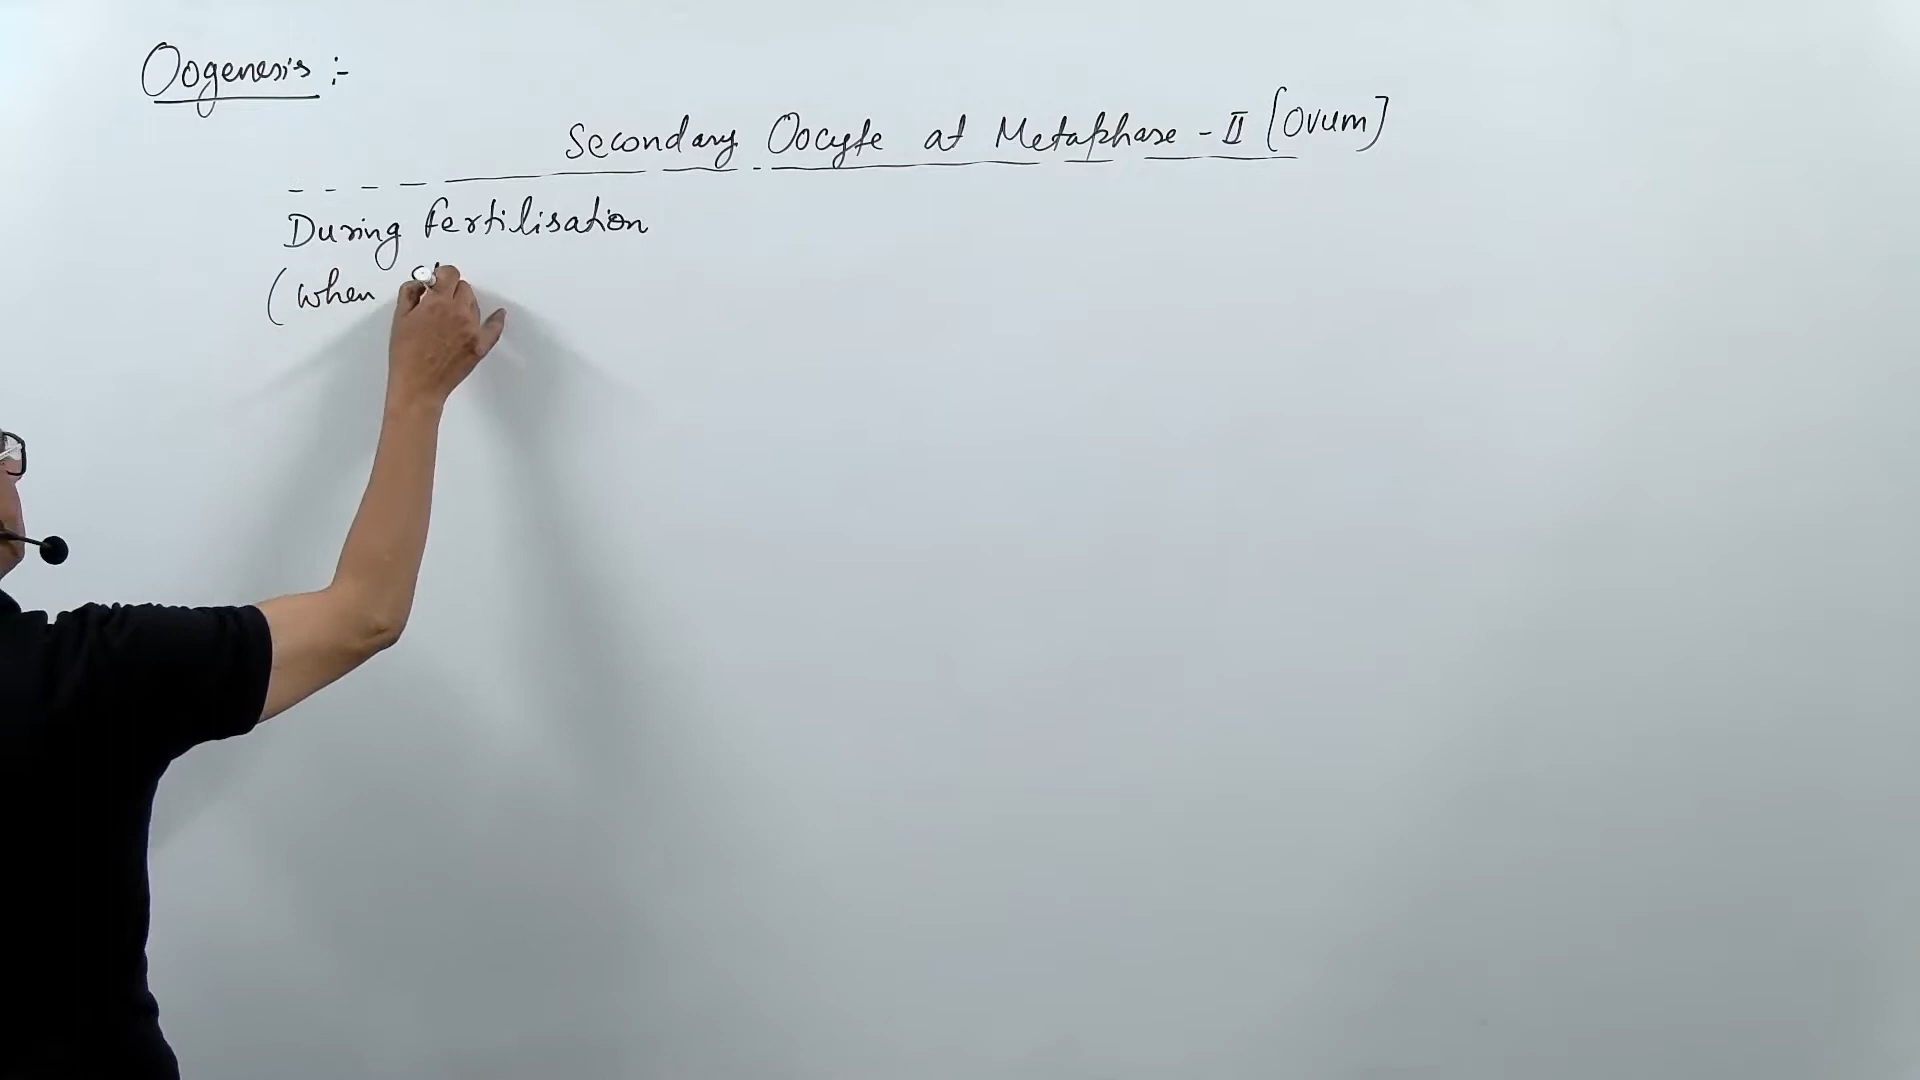 Oogenesis :-
Secondary Oocyte at Metaphase - II [Ovum]
During fertilisation
(when